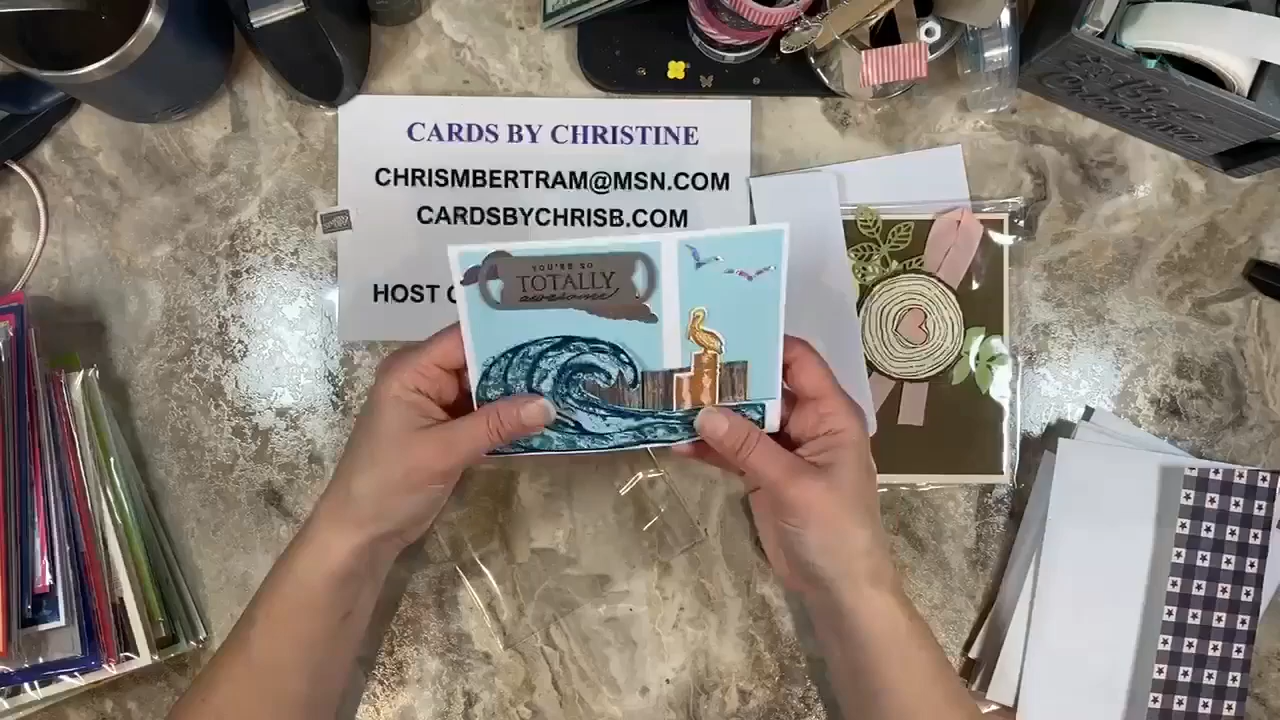 CARDS BY CHRISTINE
CHRISMBERTRAM@MSN.COM
CARDSBYCHRISB.COM
HOST
YOU'RE SO
TOTALLY
awesome!